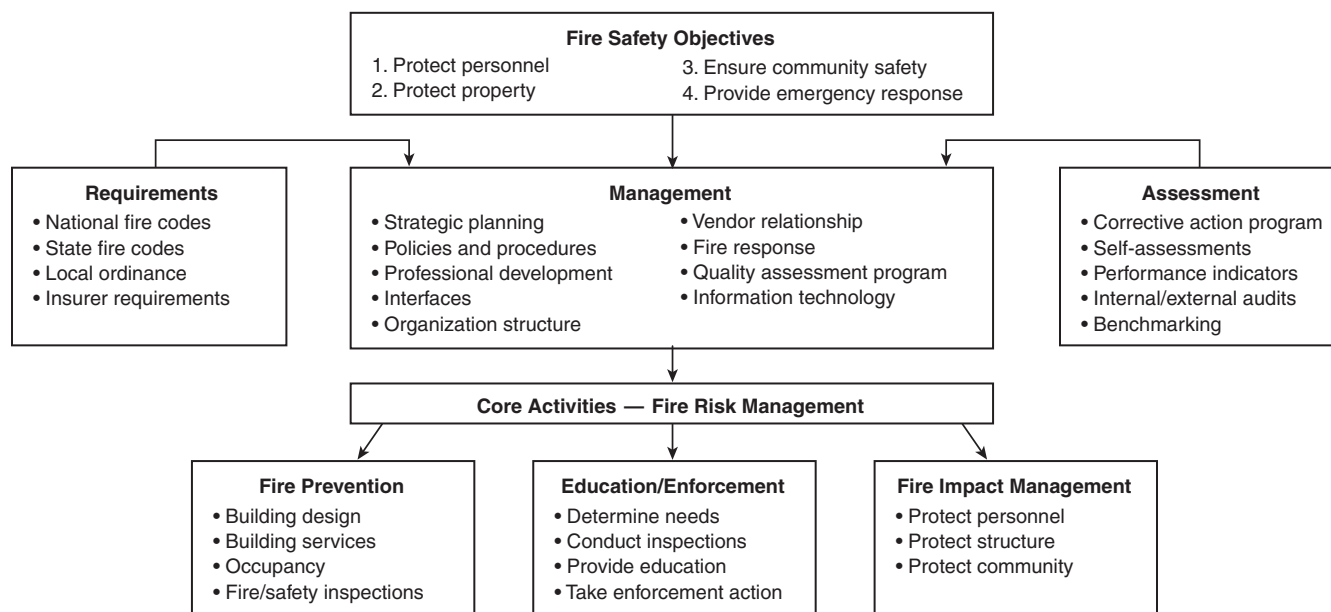 Fire Safety Objectives
1. Protect personnel
2. Protect property
3. Ensure community safety
4. Provide emergency response
Requirements
• National fire codes
• State fire codes
• Local ordinance
• Insurer requirements
Management
• Strategic planning
• Policies and procedures
• Professional development
• Interfaces
• Organization structure
• Vendor relationship
• Fire response
• Quality assessment program
• Information technology
Assessment
• Corrective action program
• Self-assessments
• Performance indicators
• Internal/external audits
• Benchmarking
Core Activities — Fire Risk Management
Fire Prevention
• Building design
• Building services
• Occupancy
• Fire/safety inspections
Education/Enforcement
• Determine needs
• Conduct inspections
• Provide education
• Take enforcement action
Fire Impact Management
• Protect personnel
• Protect structure
• Protect community